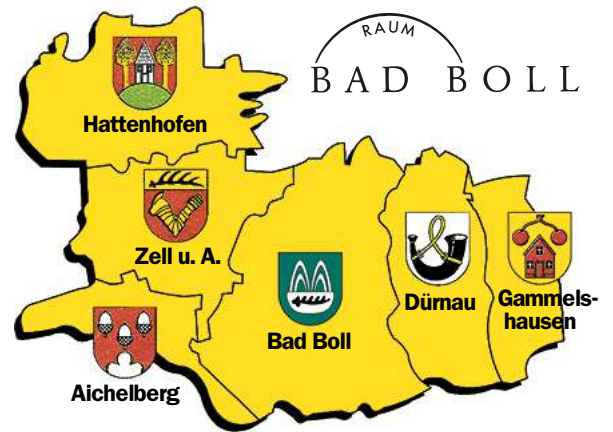 RAUM
BAD BOLL
Hattenhofen
Zell u. A.
Dürnau
Gammels-
hausen
Bad Boll
Aichelberg